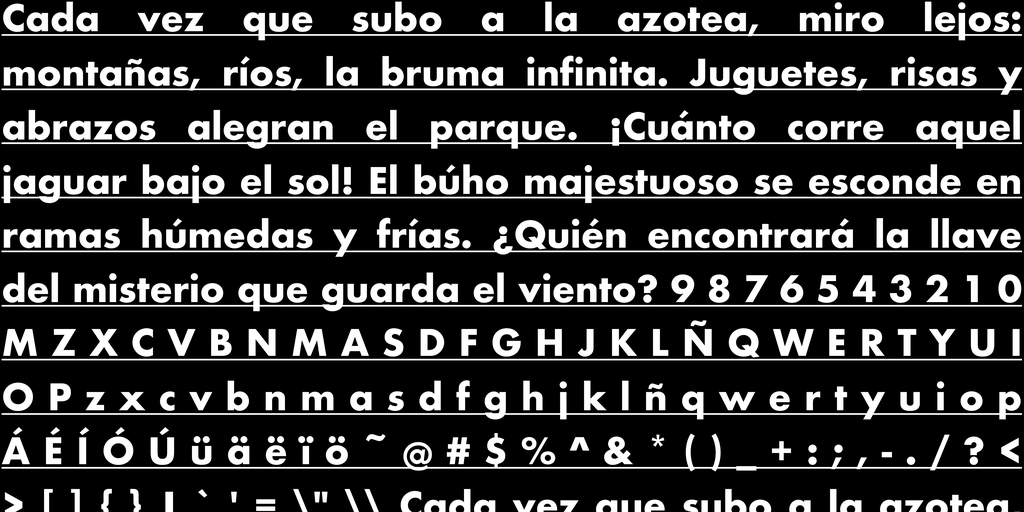 Cada vez que subo a la azotea, miro lejos:
montañas, ríos, la bruma infinita. Juguetes, risas y
abrazos alegran el parque. ¡Cuánto corre aquel
jaguar bajo el sol! El búho majestuoso se esconde en
ramas húmedas y frías. ¿Quién encontrará la llave
del misterio que guarda el viento? 9 8 7 6 5 4 3 2 1 0
M Z X C V B N M A S D F G H J K L Ñ Q W E R T Y U I
O P z x c v b n m a s d f g h j k l ñ q w e r t y u i o p
Á É Í Ó Ú ü ä ë ï ö ~ @ # $ % ^ & * ( ) _ + : ; , - . / ? <
> [ ] { } | ` ' = \" \\ Cada vez que subo a la azotea,